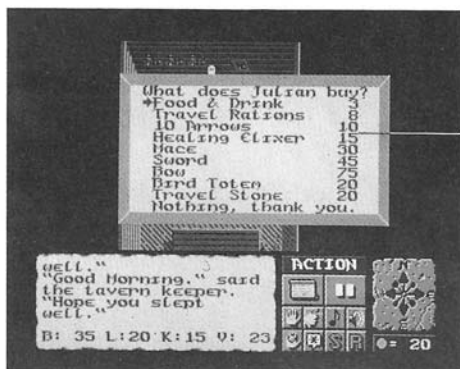 What does Julian buy?
Food & Drink 3
Travel Rations 8
10 Arrows 10
Healing Elixer 15
Mace 30
Sword 45
Bow 75
Bird Totem 20
Travel Stone 20
Nothing, thank you.
well."
"Good Morning." said
the tavern keeper.
"Hope you slept
well."
B: 35 L:20 K:15 V: 23
ACTION
S R
= 20